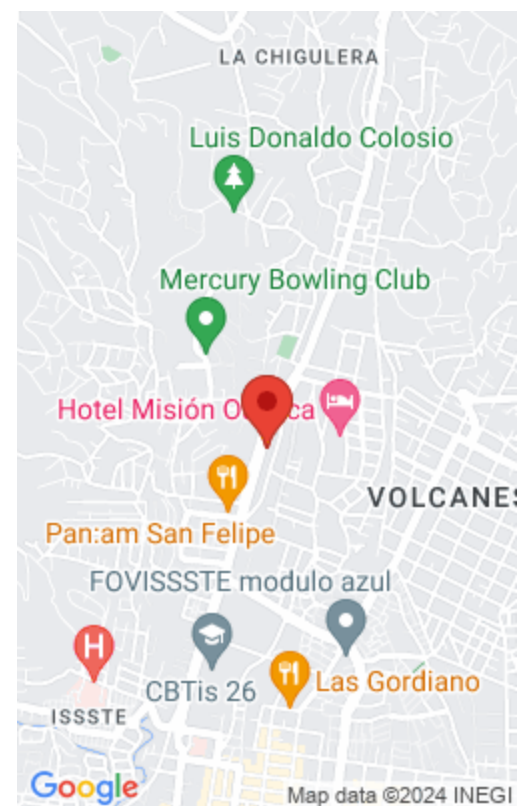 LA CHIGULERA
Luis Donaldo Colosio
Mercury Bowling Club
Hotel Misión O ca
VOLCANES
Pan:am San Felipe
FOVISSSTE modulo azul
H
CBTis 26
Las Gordiano
ISSSTE
Google
Map data ©2024 INEGI